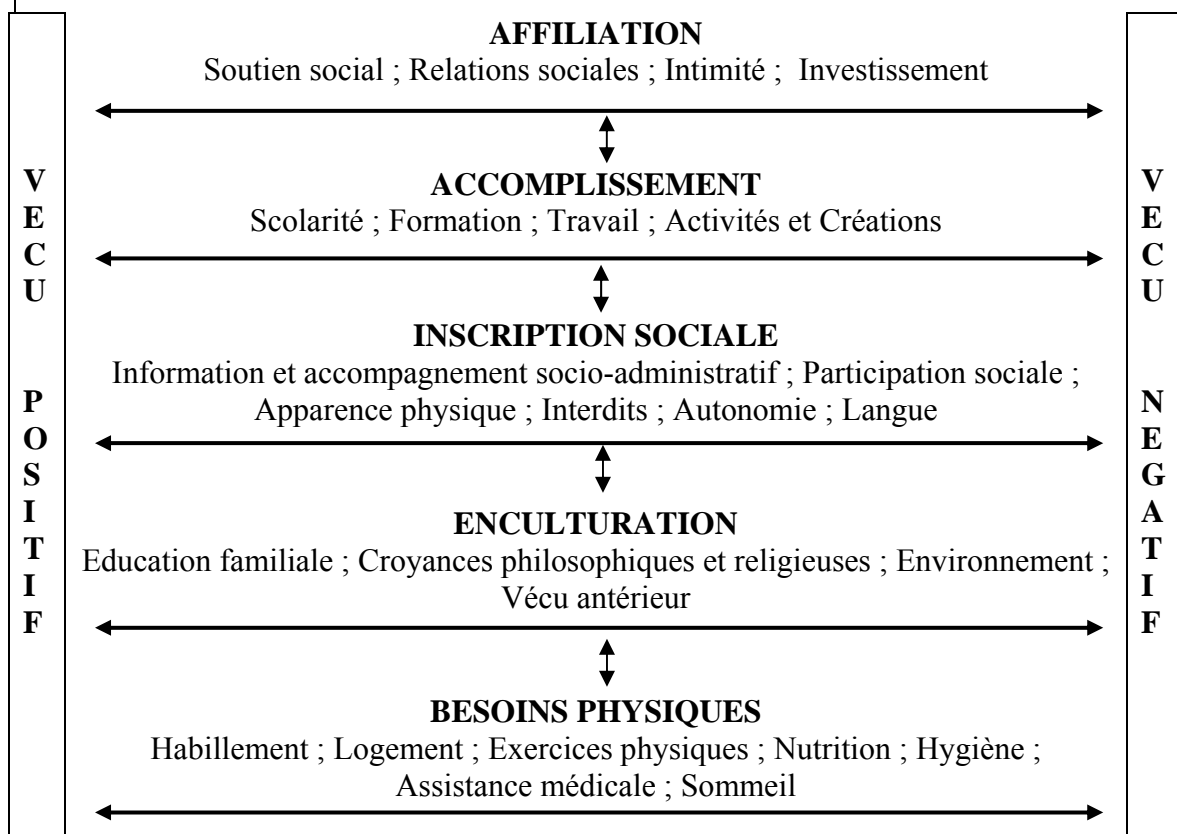 AFFILIATION
Soutien social ; Relations sociales ; Intimité ; Investissement
ACCOMPLISSEMENT
Scolarité ; Formation ; Travail ; Activités et Créations
INSCRIPTION SOCIALE
Information et accompagnement socio-administratif ; Participation sociale ;
Apparence physique ; Interdits ; Autonomie ; Langue
ENCULTURATION
Education familiale ; Croyances philosophiques et religieuses ; Environnement ;
Vécu antérieur
BESOINS PHYSIQUES
Habillement ; Logement ; Exercices physiques ; Nutrition ; Hygiène ;
Assistance médicale ; Sommeil
VECU POSITIF
VECU NEGATIF